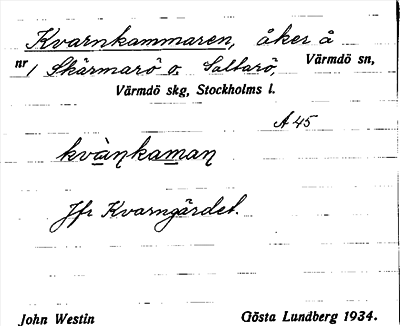 Kvarnkammaren, åker å
nr 1 Skärmarö o. Saltarö, Värmdö sn,
Värmdö skg, Stockholms l.
A 45
kvàŋkaman
Jfr Kvarngärdet.
John Westin Gösta Lundberg 1934.